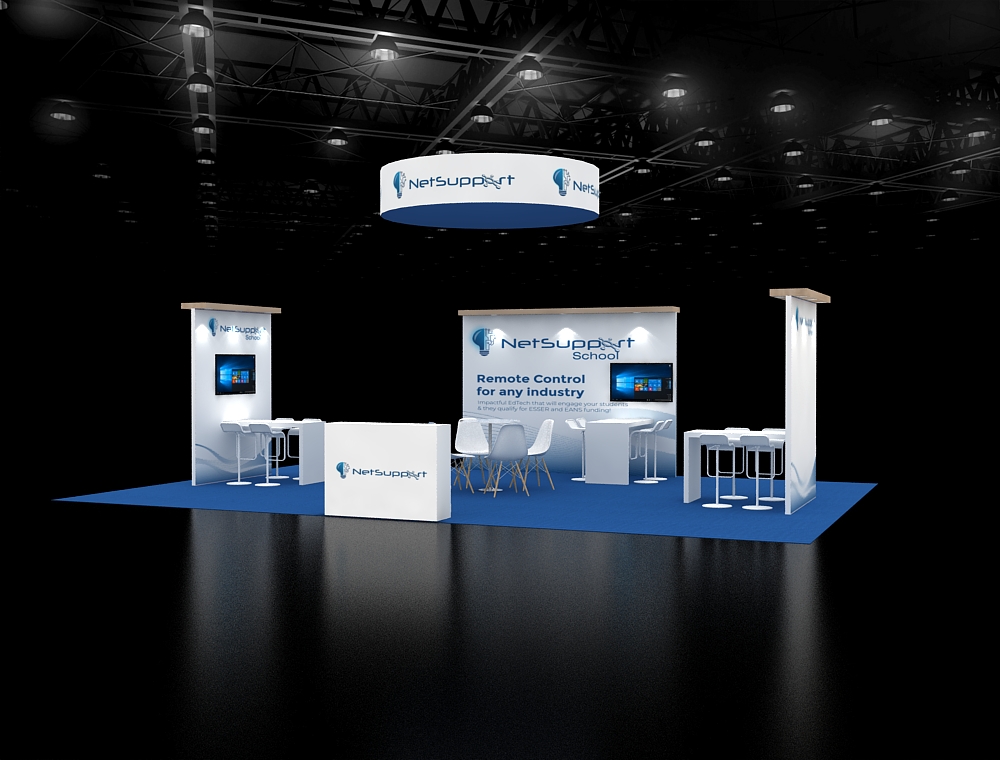 NetSupport
NetSupport
School
NetSupport
School
Remote Control
for any industry
Impactful EdTech that will engage your students
& they qualify for ESSER and EANS funding!
NetSupport